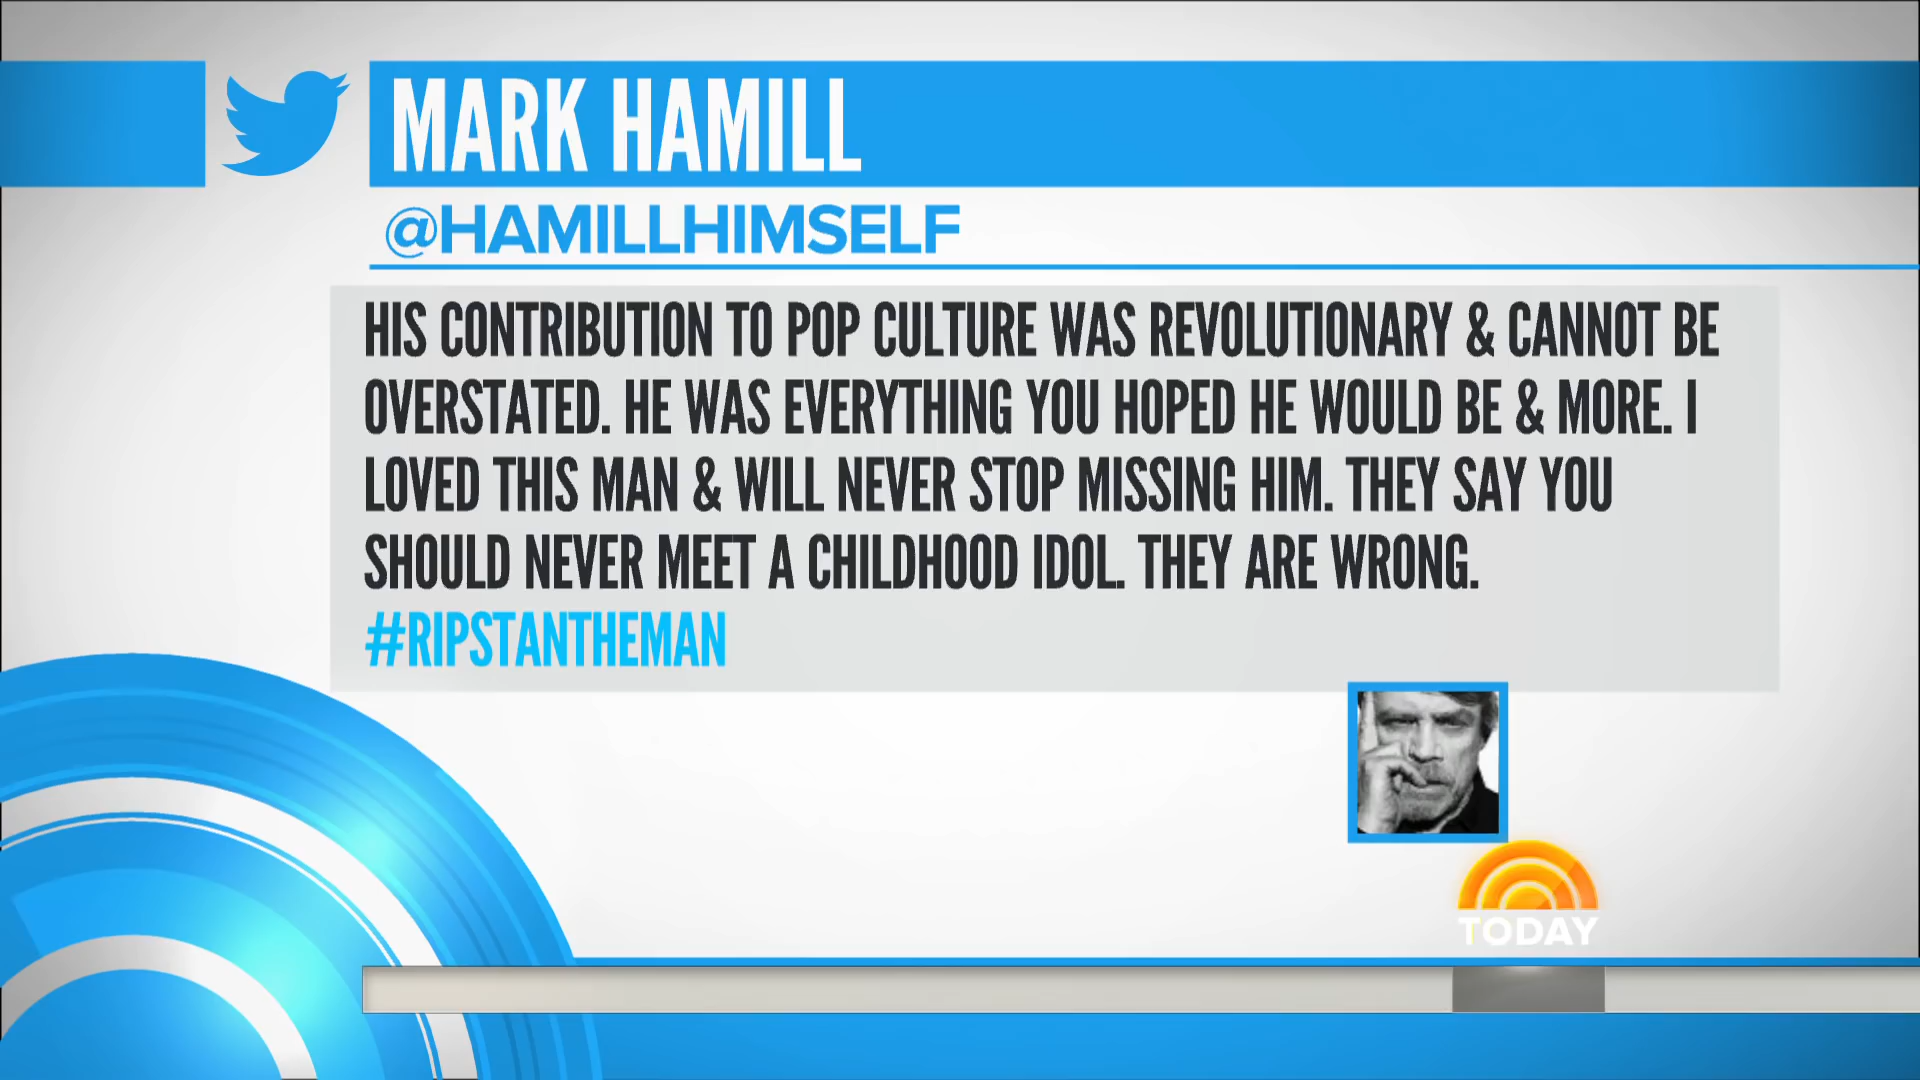 MARK HAMILL
@HAMILLHIMSELF
HIS CONTRIBUTION TO POP CULTURE WAS REVOLUTIONARY & CANNOT BE
OVERSTATED. HE WAS EVERYTHING YOU HOPED HE WOULD BE & MORE. I
LOVED THIS MAN & WILL NEVER STOP MISSING HIM. THEY SAY YOU
SHOULD NEVER MEET A CHILDHOOD IDOL. THEY ARE WRONG.
#RIPSTANTHEMAN
TODAY